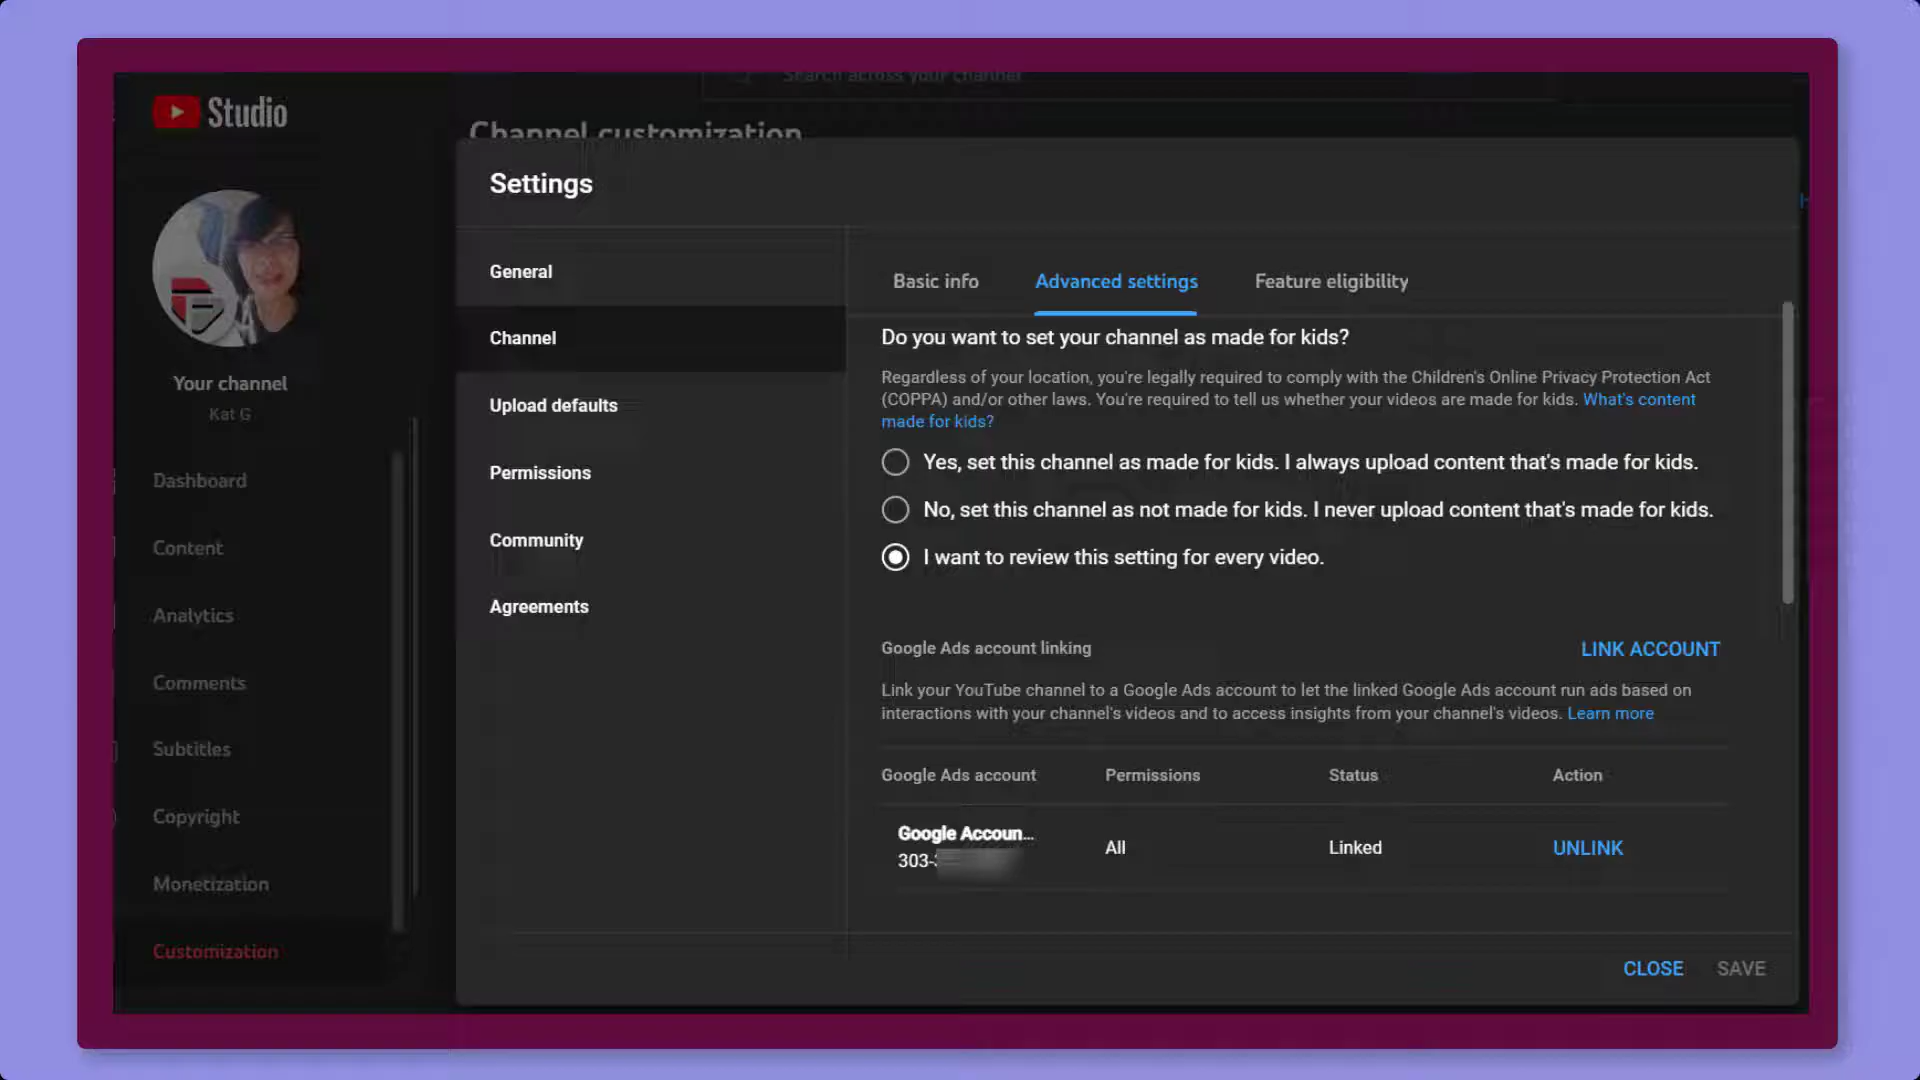 Search across your channel
Studio
Channel customization
Settings
Your channel
Kat G
Dashboard
Content
Analytics
Comments
Subtitles
Copyright
Monetization
Customization
General
Channel
Upload defaults
Permissions
Community
Agreements
Basic info
Advanced settings
Feature eligibility
Do you want to set your channel as made for kids?
Regardless of your location, you're legally required to comply with the Children's Online Privacy Protection Act
(COPPA) and/or other laws. You're required to tell us whether your videos are made for kids. What's content
made for kids?
Yes, set this channel as made for kids. I always upload content that's made for kids.
No, set this channel as not made for kids. I never upload content that's made for kids.
I want to review this setting for every video.
Google Ads account linking
LINK ACCOUNT
Link your YouTube channel to a Google Ads account to let the linked Google Ads account run ads based on
interactions with your channel's videos and to access insights from your channel's videos. Learn more
Google Ads account
Permissions
Status
Action
Google Accoun...
303-
All
Linked
UNLINK
CLOSE
SAVE